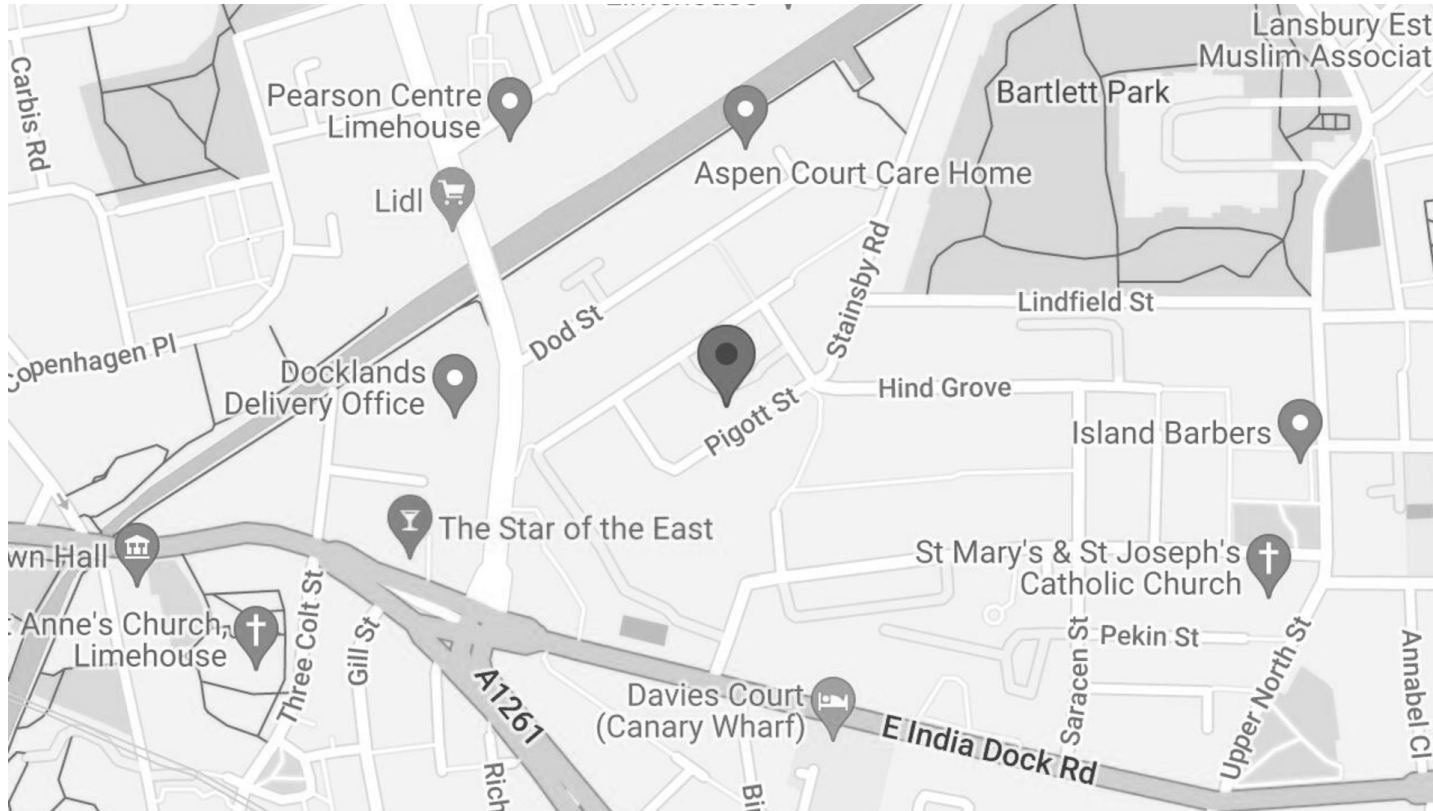 Lansbury Est
Muslim Associat
Carbis Rd
Pearson Centre
Limehouse
Bartlett Park
Aspen Court Care Home
Lidl
Stainsby Rd
Lindfield St
Dod St
openhagen Pl
Docklands
Delivery Office
Hind Grove
Pigott St
Island Barbers
The Star of the East
wn Hall
St Mary's & St Joseph's
Catholic Church
Anne's Church,
Limehouse
Three Colt St
Gill St
Pekin St
Saracen St
Upper North St
Annabel Cl
A1261
Davies Court
(Canary Wharf)
E India Dock Rd
Rich